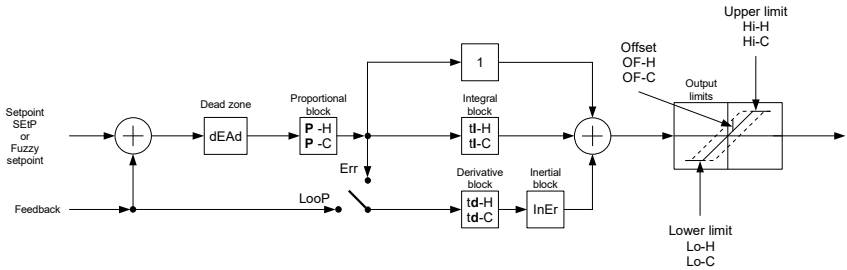 Upper limit
Hi-H
Hi-C
Offset
OF-H
OF-C
Output
limits
1
Setpoint
SEtP
or
Fuzzy
setpoint
Dead zone
dEAd
Proportional
block
P -H
P -C
Integral
block
tI-H
tI-C
Err
LooP
Feedback
Derivative
block
td-H
td-C
Inertial
block
InEr
Lower limit
Lo-H
Lo-C